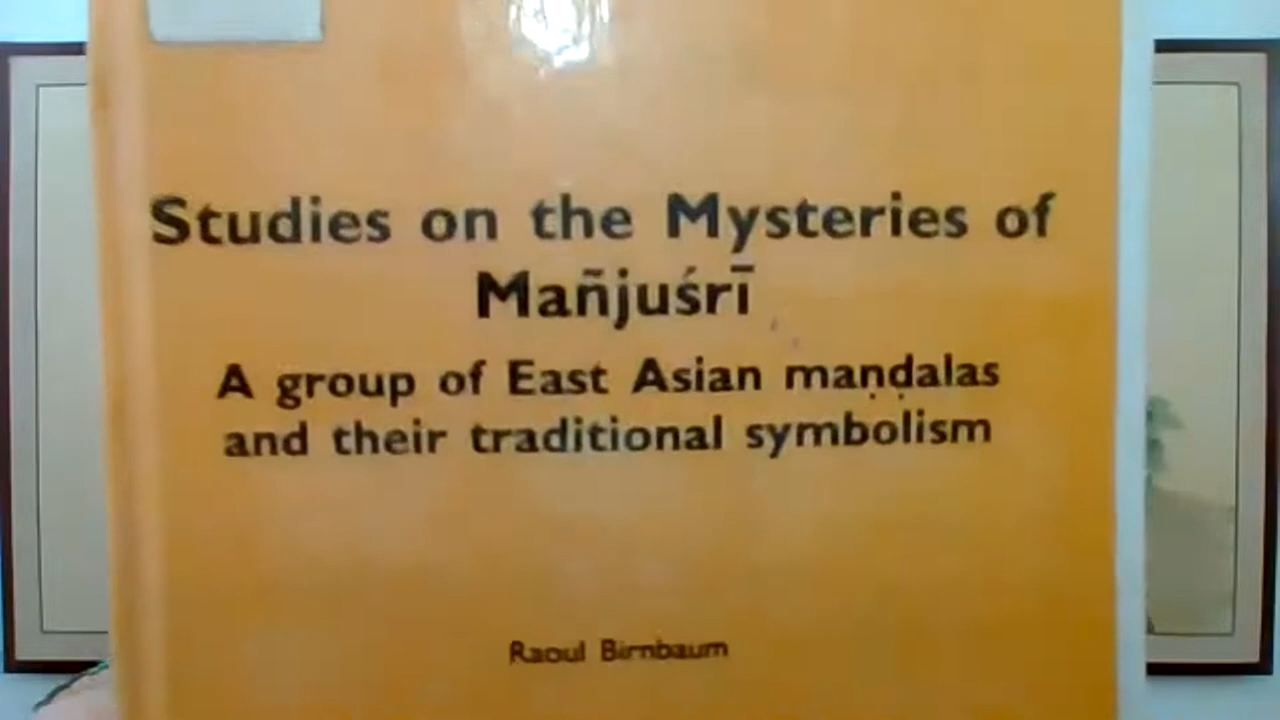 Studies on the Mysteries of
Mañjuśrī
A group of East Asian maṇḍalas
and their traditional symbolism
Raoul Birnbaum